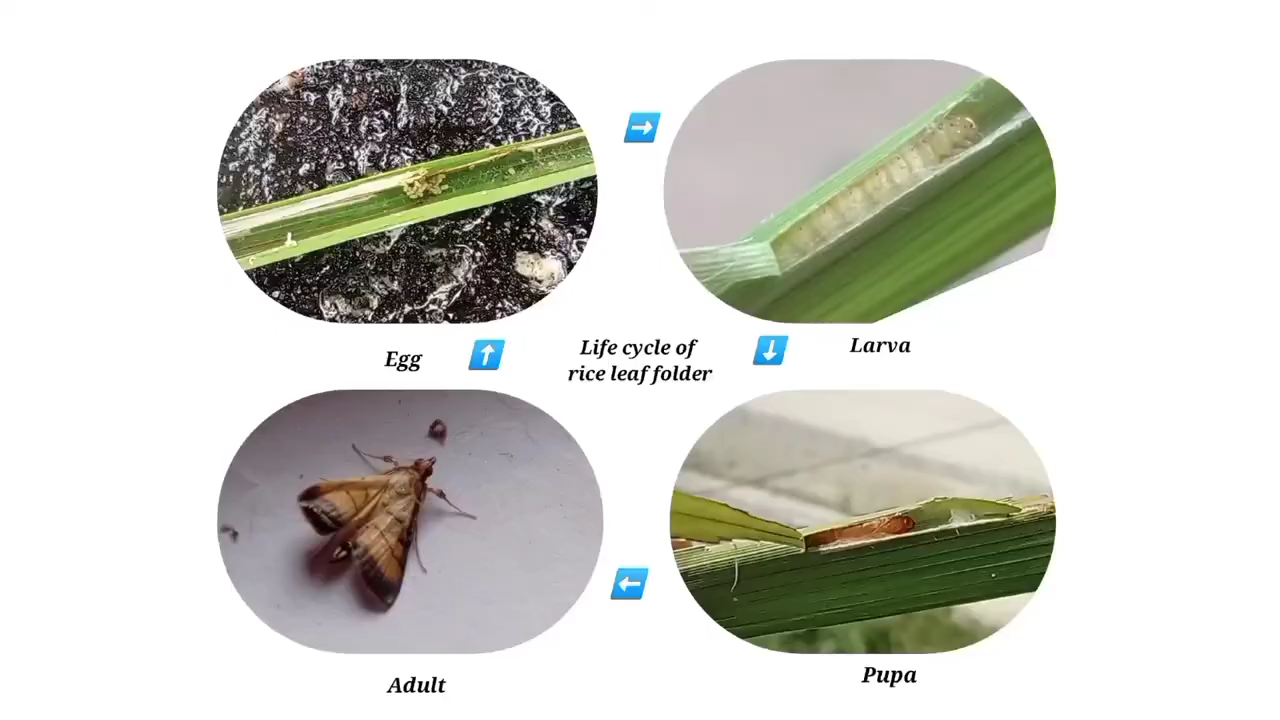 Egg
Life cycle of
rice leaf folder
Larva
Adult
Pupa